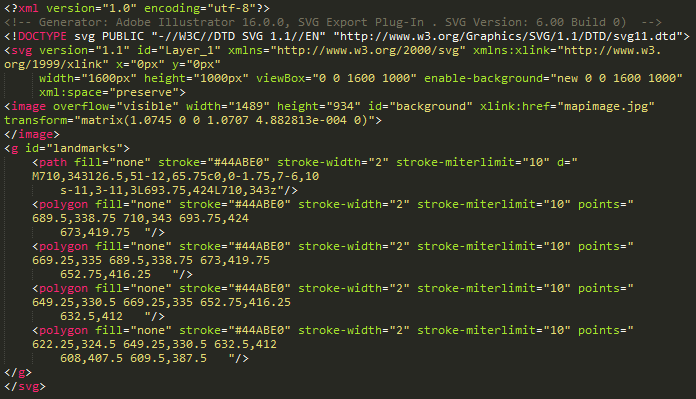 <?xml version="1.0" encoding="utf-8"?>
<!-- Generator: Adobe Illustrator 16.0.0, SVG Export Plug-In . SVG Version: 6.00 Build 0)  -->
<!DOCTYPE svg PUBLIC "-//W3C//DTD SVG 1.1//EN" "http://www.w3.org/Graphics/SVG/1.1/DTD/svg11.dtd">
<svg version="1.1" id="Layer_1" xmlns="http://www.w3.org/2000/svg" xmlns:xlink="http://www.w3.
org/1999/xlink" x="0px" y="0px"
width="1600px" height="1000px" viewBox="0 0 1600 1000" enable-background="new 0 0 1600 1000"
xml:space="preserve">
<image overflow="visible" width="1489" height="934" id="background" xlink:href="mapimage.jpg"
transform="matrix(1.0745 0 0 1.0707 4.882813e-004 0)">
</image>
<g id="landmarks">
<path fill="none" stroke="#44ABE0" stroke-width="2" stroke-miterlimit="10" d="
M710,343l26.5,5l-12,65.75c0,0-1.75,7-6,10
s-11,3-11,3L693.75,424L710,343z"/>
<polygon fill="none" stroke="#44ABE0" stroke-width="2" stroke-miterlimit="10" points="
689.5,338.75 710,343 693.75,424
673,419.75  "/>
<polygon fill="none" stroke="#44ABE0" stroke-width="2" stroke-miterlimit="10" points="
669.25,335 689.5,338.75 673,419.75
652.75,416.25   "/>
<polygon fill="none" stroke="#44ABE0" stroke-width="2" stroke-miterlimit="10" points="
649.25,330.5 669.25,335 652.75,416.25
632.5,412   "/>
<polygon fill="none" stroke="#44ABE0" stroke-width="2" stroke-miterlimit="10" points="
622.25,324.5 649.25,330.5 632.5,412
608,407.5 609.5,387.5   "/>
</g>
</svg>